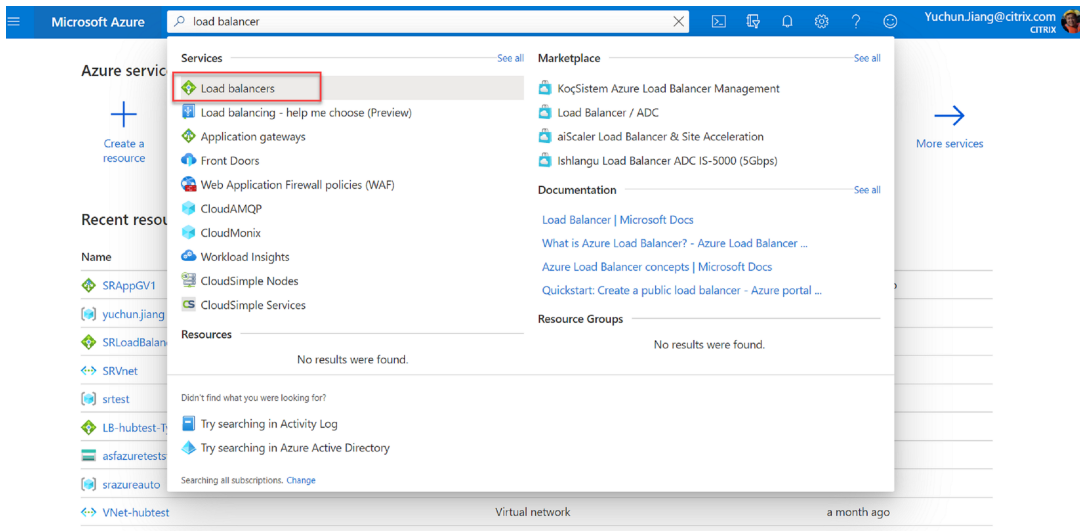 Microsoft Azure
load balancer
Yuchun.Jiang@citrix.com
CITRIX
Azure servic
Create a
resource
More services
Recent resou
Name
SRAppGV1
yuchun.jiang
SRLoadBalan
SRVnet
srtest
LB-hubtest-T
asfazuretests
srazureauto
VNet-hubtest
Virtual network
a month ago
Services
See all
Load balancers
Load balancing - help me choose (Preview)
Application gateways
Front Doors
Web Application Firewall policies (WAF)
CloudAMQP
CloudMonix
Workload Insights
CloudSimple Nodes
CS CloudSimple Services
Resources
No results were found.
Marketplace
See all
KoçSistem Azure Load Balancer Management
Load Balancer / ADC
aiScaler Load Balancer & Site Acceleration
Ishlangu Load Balancer ADC IS-5000 (5Gbps)
Documentation
See all
Load Balancer | Microsoft Docs
What is Azure Load Balancer? - Azure Load Balancer ...
Azure Load Balancer concepts | Microsoft Docs
Quickstart: Create a public load balancer - Azure portal ...
Resource Groups
No results were found.
Didn't find what you were looking for?
Try searching in Activity Log
Try searching in Azure Active Directory
Searching all subscriptions. Change